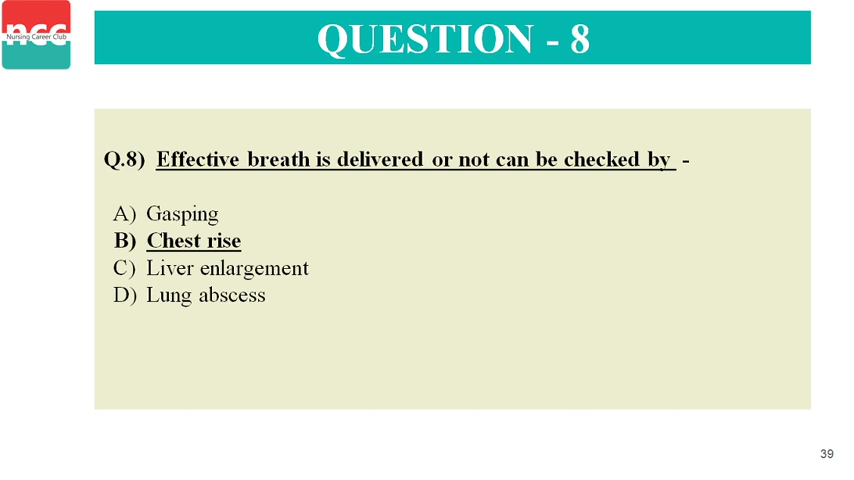 ncc
Nursing Career Club
QUESTION - 8
Q.8) Effective breath is delivered or not can be checked by -
A) Gasping
B) Chest rise
C) Liver enlargement
D) Lung abscess
39